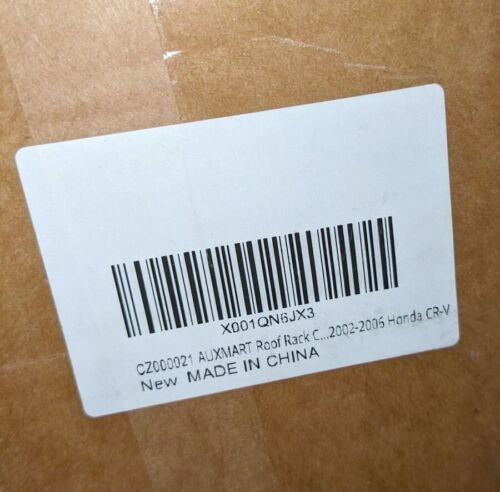 X001QN6JX3
CZ000021 AUXMART Roof Rack C...2002-2006 Honda CR-V
New MADE IN CHINA